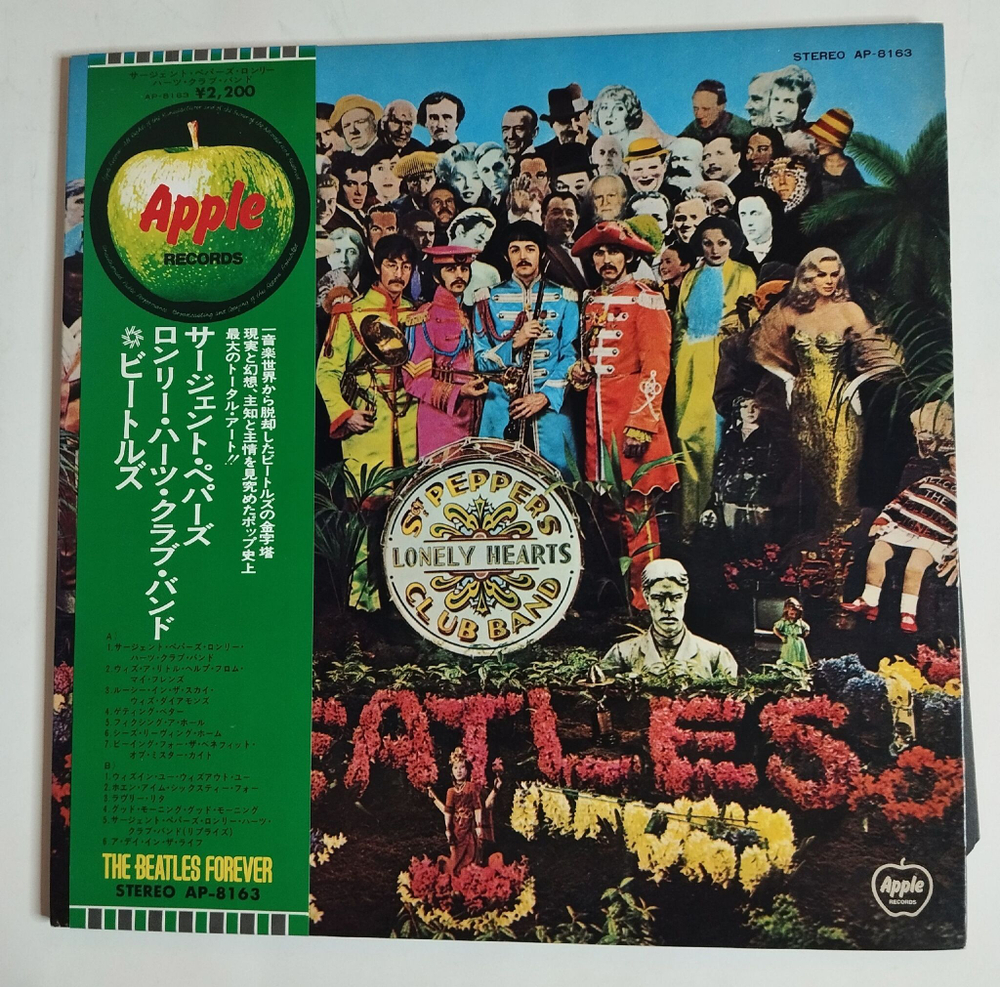 サージェント・ペパーズ・ロンリー
ハーツ・クラブ・バンド
AP-8163 ¥2,200
Apple
RECORDS
サージェント・ペパーズ
ロンリー・ハーツ・クラブ・バンド
ビートルズ
一音楽世界から脱却したビートルズの金字塔
現実と幻想、主知と主情を見究めたポップ史上
最大のトータル・アート!!
A:
1.サージェント・ペパーズ・ロンリー・
ハーツ・クラブ・バンド
2.ウィズ・ア・リトル・ヘルプ・フロム・
マイ・フレンズ
3.ルーシー・イン・ザ・スカイ・
ウィズ・ダイアモンズ
4.ゲティング・ベター
5.フィクシング・ア・ホール
6.シーズ・リーヴィング・ホーム
7.ビーイング・フォー・ザ・ベネフィット・
オブ・ミスター・カイト
B:
1.ウィズイン・ユー・ウィズアウト・ユー
2.ホエン・アイム・シックスティー・フォー
3.ラヴリー・リタ
4.グッド・モーニング・グッド・モーニング
5.サージェント・ペパーズ・ロンリー・ハーツ・
クラブ・バンド(リプライズ)
6.ア・デイ・イン・ザ・ライフ
THE BEATLES FOREVER
STEREO AP-8163
STEREO AP-8163
SGT PEPPERS
LONELY HEARTS
CLUB BAND
EATLES
THE
Apple
RECORDS